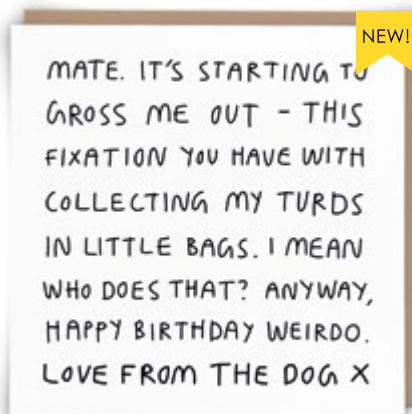 NEW!
MATE. IT'S STARTING TO
GROSS ME OUT - THIS
FIXATION YOU HAVE WITH
COLLECTING MY TURDS
IN LITTLE BAGS. I MEAN
WHO DOES THAT? ANYWAY,
HAPPY BIRTHDAY WEIRDO.
LOVE FROM THE DOG X